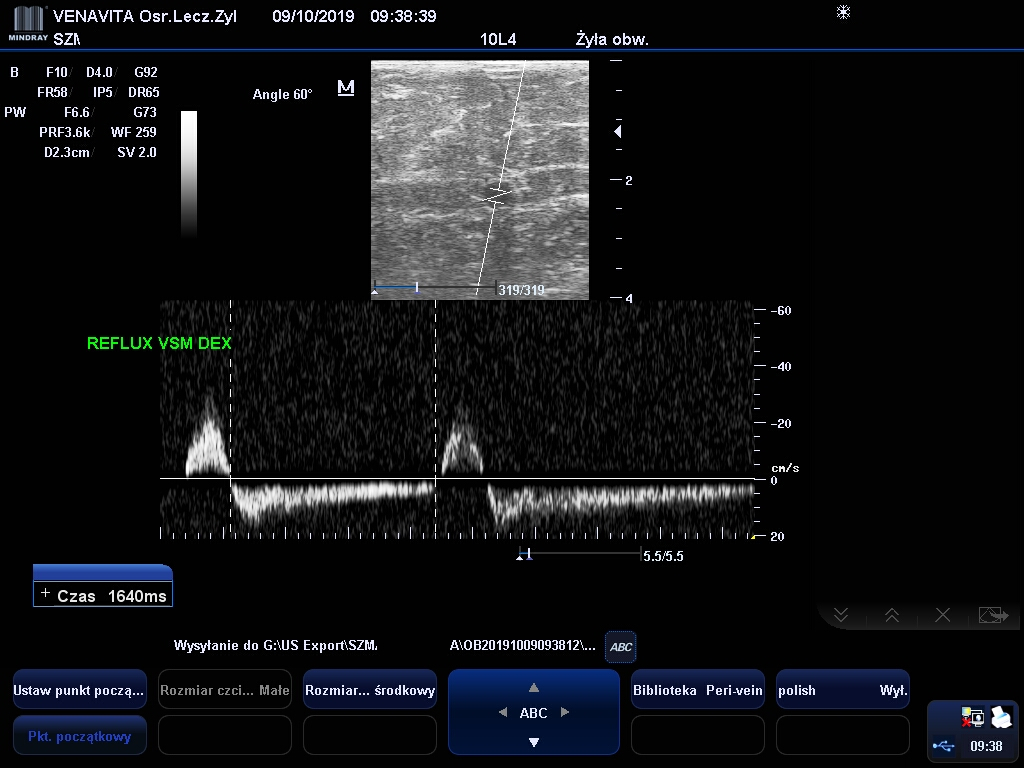 VENAVITA Osr.Lecz.Zyl 09/10/2019 09:38:39
MINDRAY 10L4 Żyła obw.
B F10/ D4.0/ G92
FR58/ IP5/ DR65
PW F6.6/ G73
PRF3.6k/ WF 259
D2.3cm/ SV 2.0
Angle 60°
M
2
319/319
4
REFLUX VSM DEX
-60
-40
-20
cm/s
0
20
5.5/5.5
+ Czas 1640ms
Wysyłanie do G:\US Export\SZM A\OB20191009093812\... ABC
Ustaw punkt począ... Rozmiar czci... Małe Rozmiar... środkowy ABC Biblioteka Peri-vein polish Wył.
Pkt. początkowy
09:38